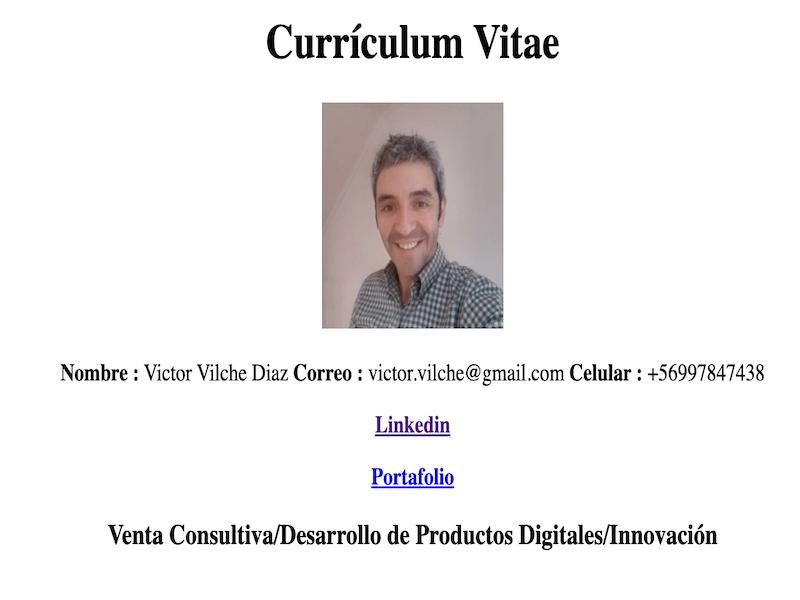 Currículum Vitae
Nombre : Victor Vilche Diaz Correo : victor.vilche@gmail.com Celular : +56997847438
Linkedin
Portafolio
Venta Consultiva/Desarrollo de Productos Digitales/Innovación